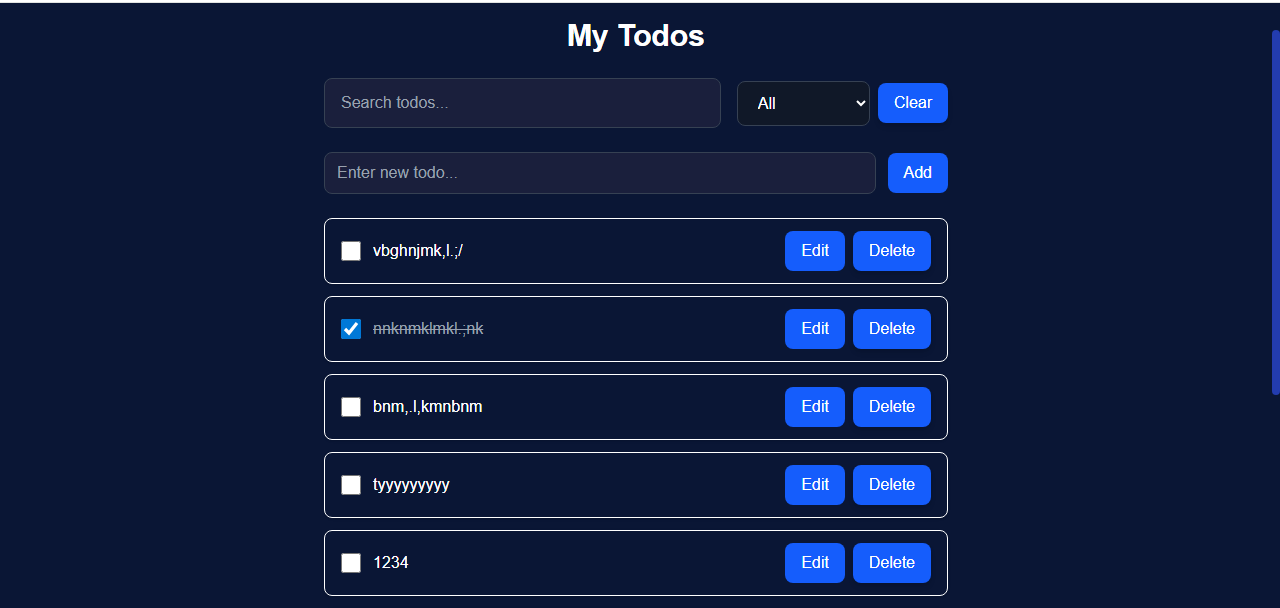 My Todos
Search todos... All Clear
Enter new todo... Add
vbghnjmk,l.;/ Edit Delete
nnknmklmkl.;nk Edit Delete
bnm,.l,kmnbnm Edit Delete
tyyyyyyyyy Edit Delete
1234 Edit Delete